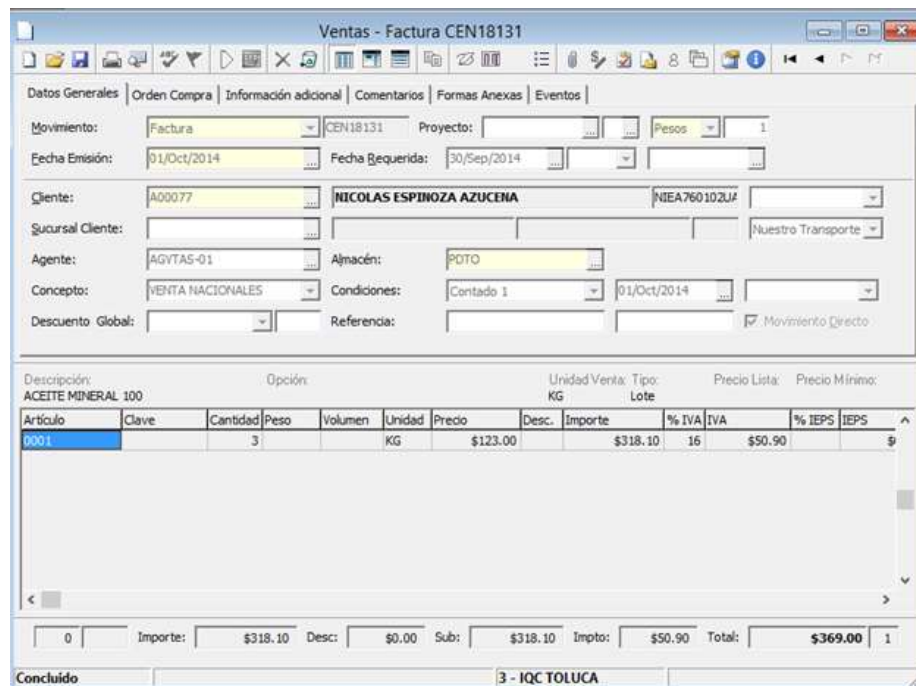 Ventas - Factura CEN18131
Datos Generales Orden Compra Información adicional Comentarios Formas Anexas Eventos
Movimiento: Factura CEN18131 Proyecto: Pesos 1
Fecha Emisión: 01/Oct/2014 Fecha Requerida: 30/Sep/2014
Cliente: A00077 NICOLAS ESPINOZA AZUCENA NIEA760102UA
Sucursal Cliente: Nuestro Transporte
Agente: AGVTAS-01 Almacén: PDTO
Concepto: VENTA NACIONALES Condiciones: Contado 1 01/Oct/2014
Descuento Global: Referencia: Movimiento Directo
Descripción: Opción: Unidad Venta: Tipo: Precio Lista: Precio Mínimo:
ACEITE MINERAL 100 KG Lote
Artículo Clave Cantidad Peso Volumen Unidad Precio Desc. Importe % IVA IVA % IEPS IEPS
0001 3 KG $123.00 $318.10 16 $50.90 $
0 Importe: $318.10 Desc: $0.00 Sub: $318.10 Impto: $50.90 Total: $369.00 1
Concluido 3 - IQC TOLUCA